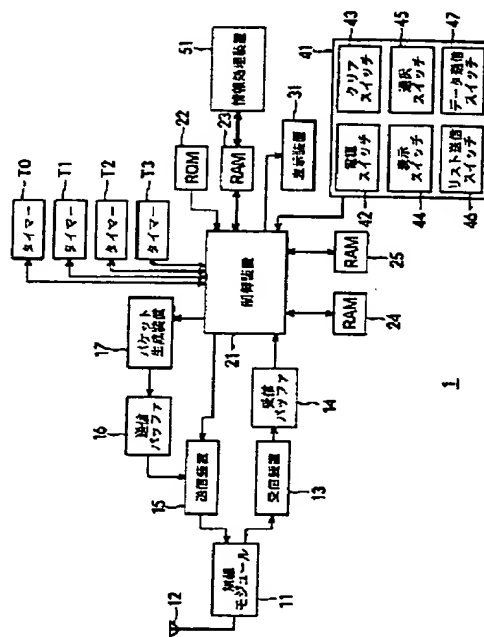 T0
タイマー
T1
タイマー
T2
タイマー
T3
タイマー
17
パケット
生成装置
16
送信
バッファ
15
送信装置
12
無線
モジュール
11
13
受信装置
14
受信バッファ
21
制御装置
22
ROM
23
RAM
51
情報処理装置
31
表示装置
24
RAM
25
RAM
41
42
電源
スイッチ
43
クリア
スイッチ
44
表示
スイッチ
45
選択
スイッチ
46
リスト送信
スイッチ
47
データ送信
スイッチ
1